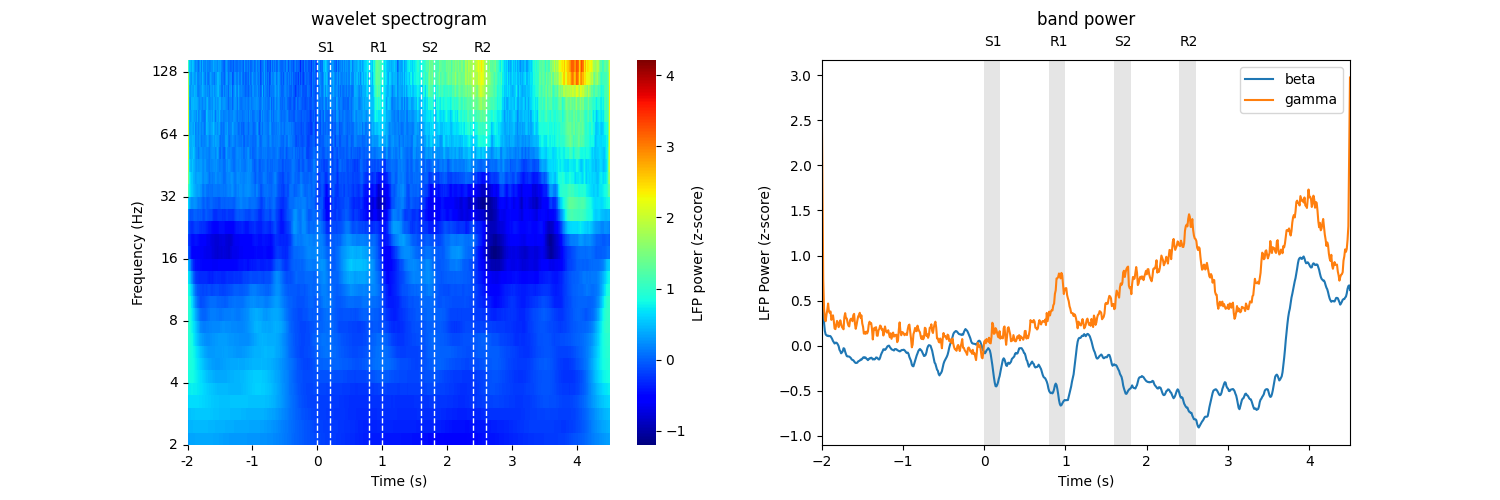 wavelet spectrogram
S1 R1 S2 R2
128
64
32
16
8
4
2
Frequency (Hz)
-2 -1 0 1 2 3 4
Time (s)
4
3
2
1
0
−1
LFP power (z-score)
band power
S1 R1 S2 R2
beta
gamma
3.0
2.5
2.0
1.5
1.0
0.5
0.0
−0.5
−1.0
LFP Power (z-score)
−2 −1 0 1 2 3 4
Time (s)